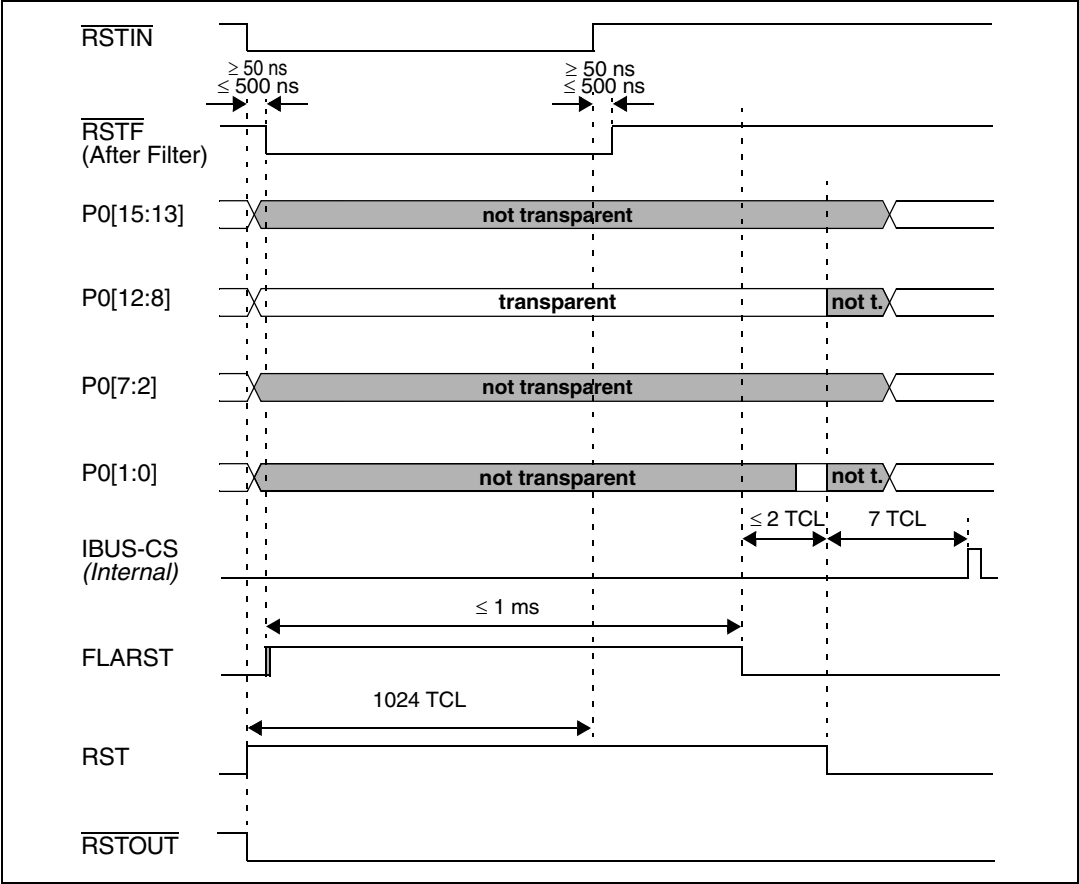 RSTIN
≥ 50 ns
≤ 500 ns
≥ 50 ns
≤ 500 ns
RSTF
(After Filter)
P0[15:13]
not transparent
P0[12:8]
transparent
not t.
P0[7:2]
not transparent
P0[1:0]
not transparent
not t.
≤ 2 TCL
7 TCL
IBUS-CS
(Internal)
≤ 1 ms
FLARST
1024 TCL
RST
RSTOUT